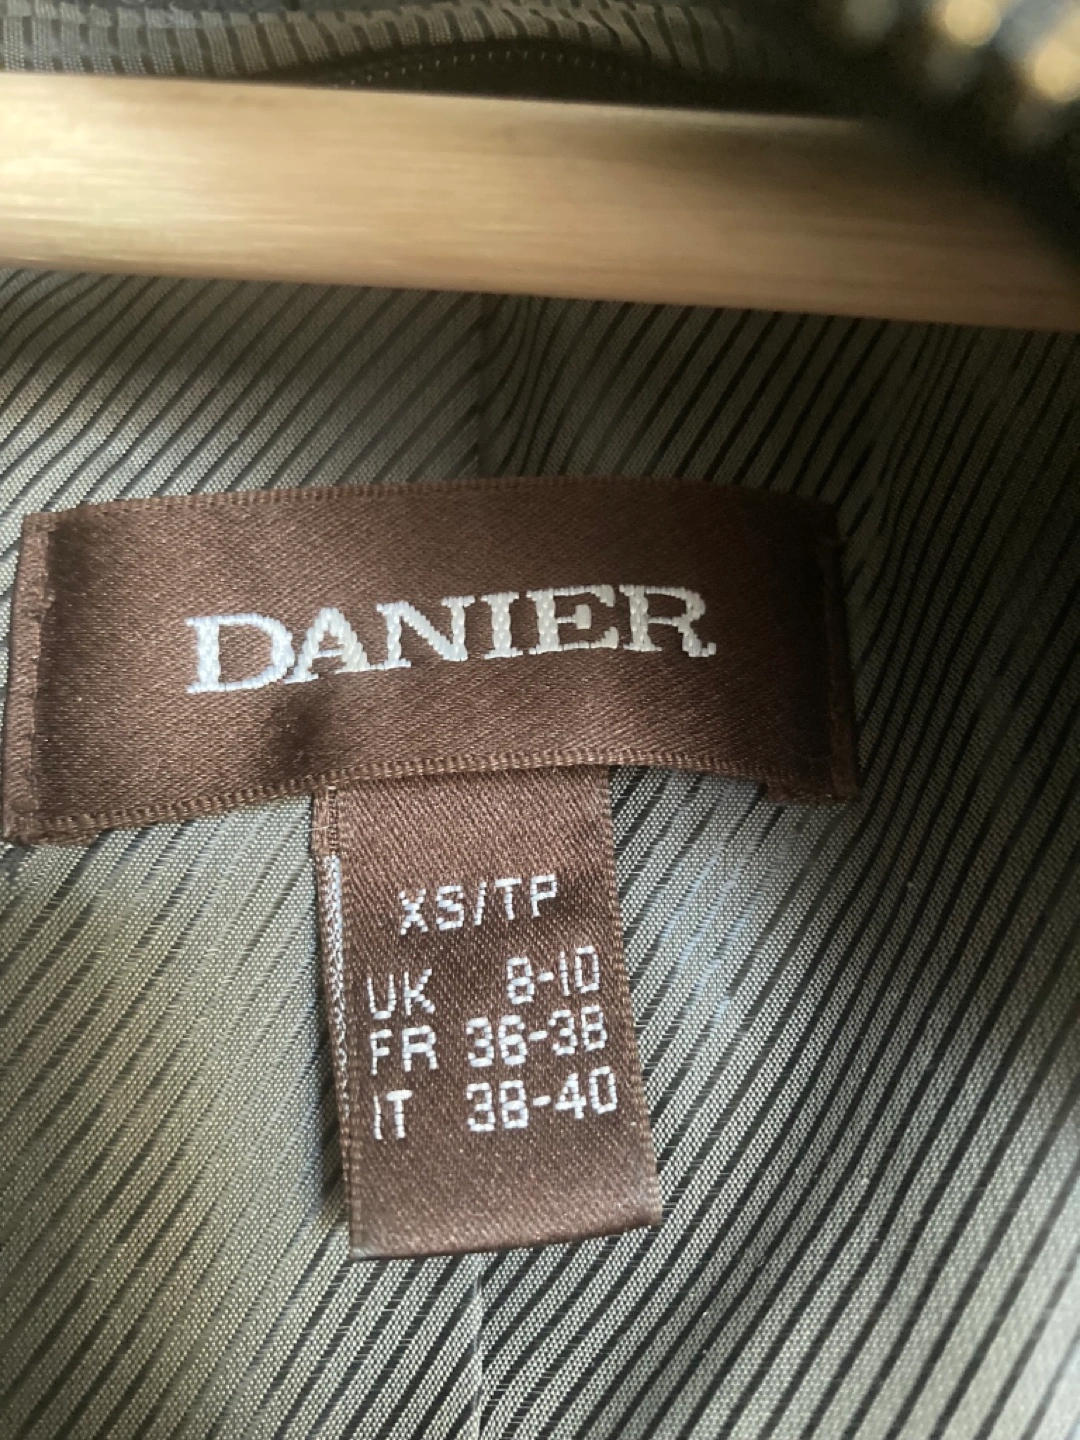 DANIER
XS/TP
UK 8-10
FR 36-38
IT 38-40